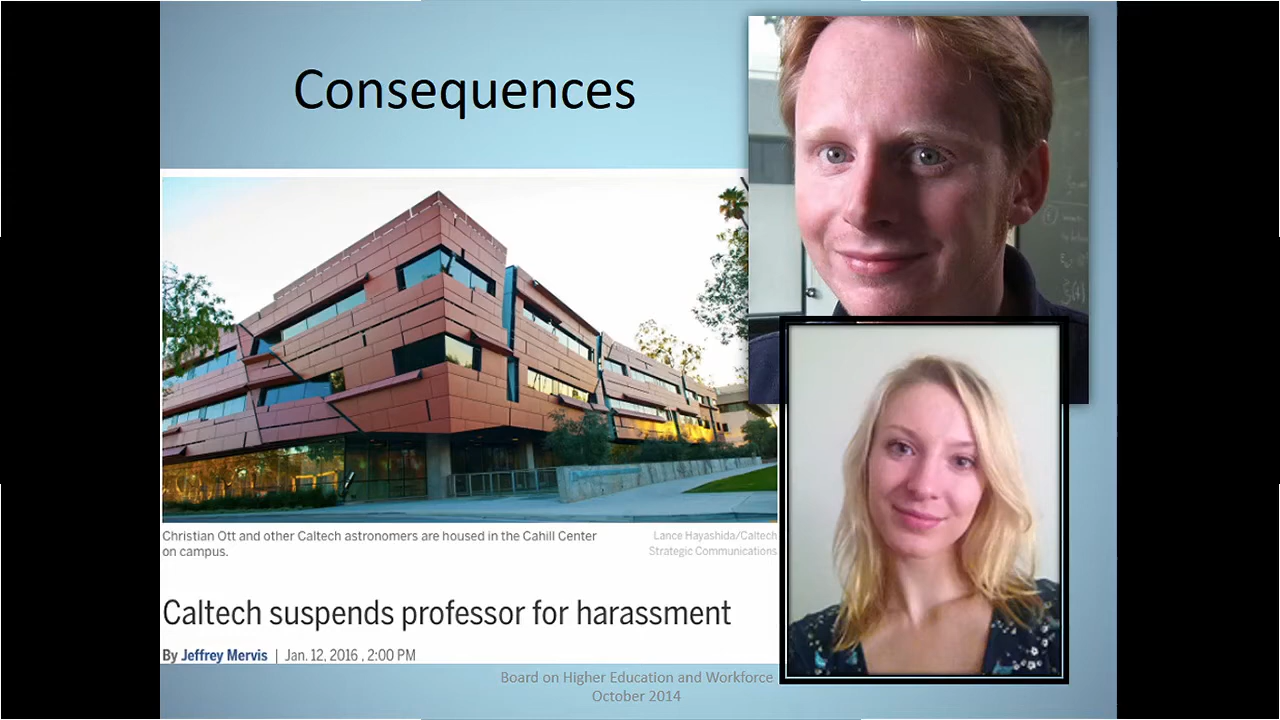 Consequences
Christian Ott and other Caltech astronomers are housed in the Cahill Center
on campus.
Lance Hayashida/Caltech
Strategic Communications
Caltech suspends professor for harassment
By Jeffrey Mervis | Jan. 12, 2016 , 2:00 PM
Board on Higher Education and Workforce
October 2014